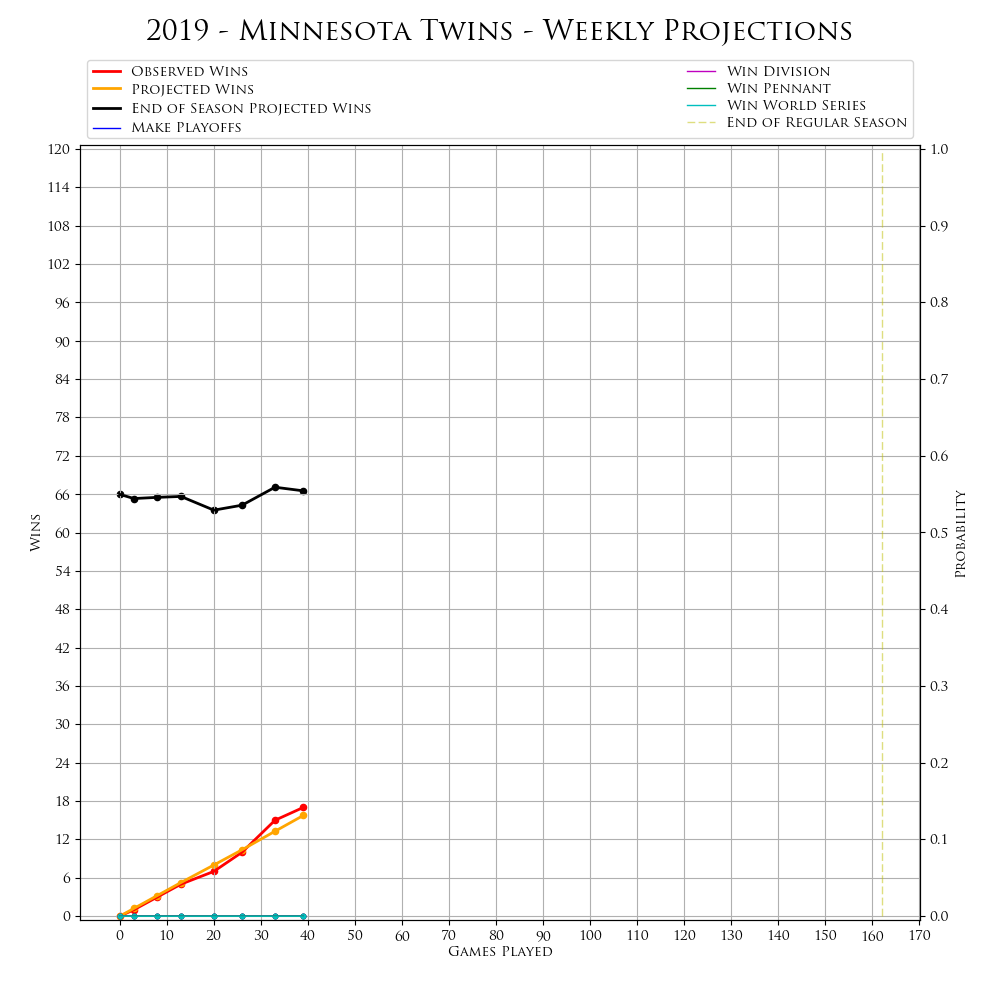 2019 - Minnesota Twins - Weekly Projections
Observed Wins
Projected Wins
End of Season Projected Wins
Make Playoffs
Win Division
Win Pennant
Win World Series
End of Regular Season
120
114
108
102
96
90
84
78
72
66
60
54
48
42
36
30
24
18
12
6
0
Wins
1.0
0.9
0.8
0.7
0.6
0.5
0.4
0.3
0.2
0.1
0.0
Probability
0 10 20 30 40 50 60 70 80 90 100 110 120 130 140 150 160 170
Games Played